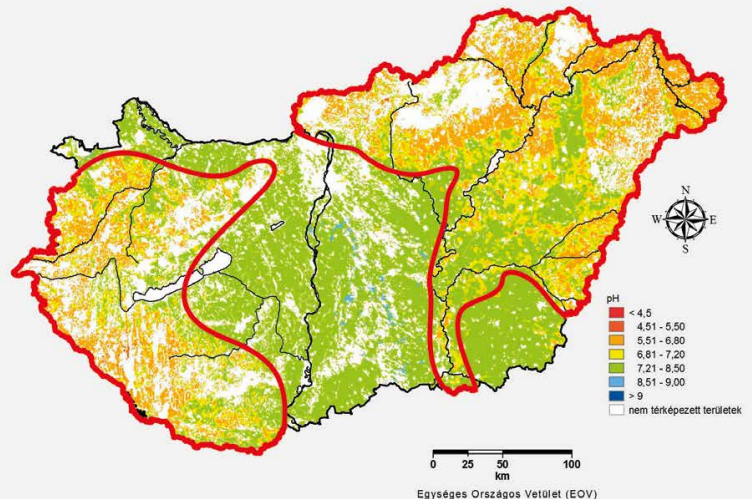 N
W E
S
pH
< 4,5
4,51 - 5,50
5,51 - 6,80
6,81 - 7,20
7,21 - 8,50
8,51 - 9,00
> 9
nem térképezett területek
0 25 50 100
km
Egységes Országos Vetület (EOV)